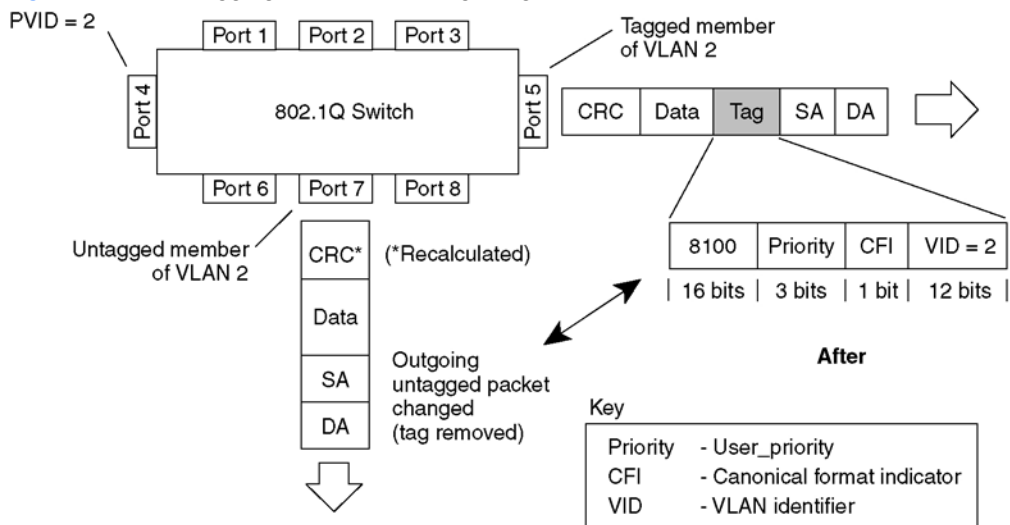 PVID = 2
Port 1
Port 2
Port 3
Tagged member
of VLAN 2
Port 4
802.1Q Switch
Port 5
CRC
Data
Tag
SA
DA
Port 6
Port 7
Port 8
Untagged member
of VLAN 2
CRC*
(*Recalculated)
8100
Priority
CFI
VID = 2
16 bits
3 bits
1 bit
12 bits
Data
SA
DA
Outgoing
untagged packet
changed
(tag removed)
After
Key
Priority - User_priority
CFI - Canonical format indicator
VID - VLAN identifier